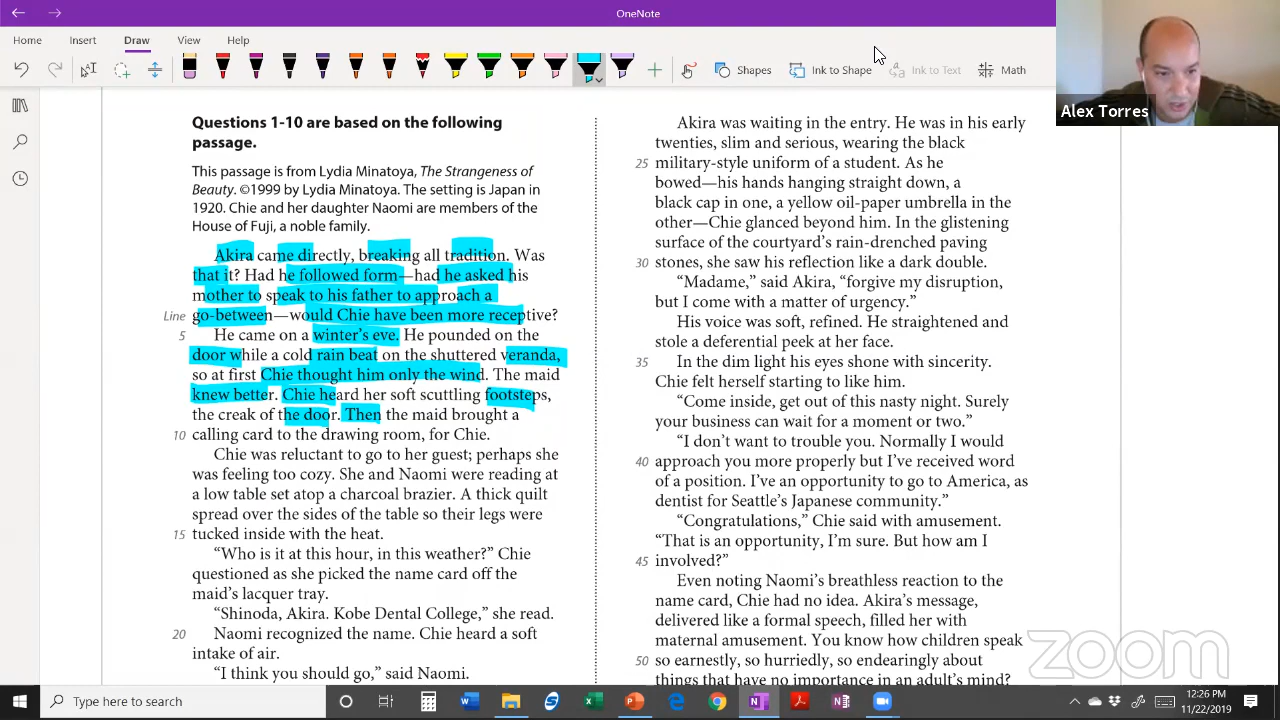 OneNote
Home Insert Draw View Help
Shapes Ink to Shape Ink to Text Math
Alex Torres
Questions 1-10 are based on the following
passage.
This passage is from Lydia Minatoya, The Strangeness of
Beauty. ©1999 by Lydia Minatoya. The setting is Japan in
1920. Chie and her daughter Naomi are members of the
House of Fuji, a noble family.
Akira came directly, breaking all tradition. Was
that it? Had he followed form—had he asked his
mother to speak to his father to approach a
Line go-between—would Chie have been more receptive?
5 He came on a winter's eve. He pounded on the
door while a cold rain beat on the shuttered veranda,
so at first Chie thought him only the wind. The maid
knew better. Chie heard her soft scuttling footsteps,
the creak of the door. Then the maid brought a
10 calling card to the drawing room, for Chie.
Chie was reluctant to go to her guest; perhaps she
was feeling too cozy. She and Naomi were reading at
a low table set atop a charcoal brazier. A thick quilt
spread over the sides of the table so their legs were
15 tucked inside with the heat.
“Who is it at this hour, in this weather?” Chie
questioned as she picked the name card off the
maid's lacquer tray.
“Shinoda, Akira. Kobe Dental College,” she read.
20 Naomi recognized the name. Chie heard a soft
intake of air.
“I think you should go,” said Naomi.
Akira was waiting in the entry. He was in his early
twenties, slim and serious, wearing the black
25 military-style uniform of a student. As he
bowed—his hands hanging straight down, a
black cap in one, a yellow oil-paper umbrella in the
other—Chie glanced beyond him. In the glistening
surface of the courtyard's rain-drenched paving
30 stones, she saw his reflection like a dark double.
“Madame,” said Akira, “forgive my disruption,
but I come with a matter of urgency.”
His voice was soft, refined. He straightened and
stole a deferential peek at her face.
35 In the dim light his eyes shone with sincerity.
Chie felt herself starting to like him.
“Come inside, get out of this nasty night. Surely
your business can wait for a moment or two.”
“I don't want to trouble you. Normally I would
40 approach you more properly but I've received word
of a position. I've an opportunity to go to America, as
dentist for Seattle's Japanese community.”
“Congratulations,” Chie said with amusement.
“That is an opportunity, I'm sure. But how am I
45 involved?”
Even noting Naomi's breathless reaction to the
name card, Chie had no idea. Akira's message,
delivered like a formal speech, filled her with
maternal amusement. You know how children speak
50 so earnestly, so hurriedly, so endearingly about
things that have no importance in an adult's mind?
zoom
Type here to search
12:26 PM
11/22/2019